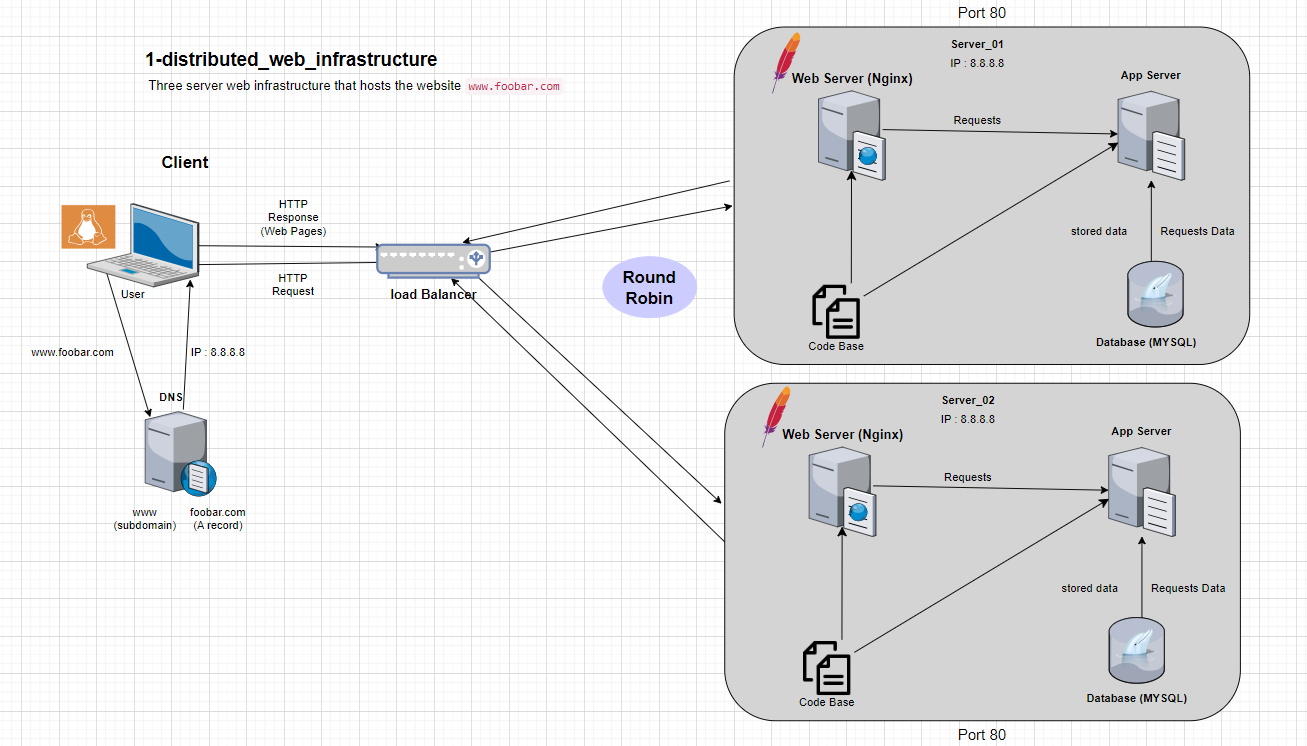 1-distributed_web_infrastructure
Three server web infrastructure that hosts the website www.foobar.com
Client
HTTP
Response
(Web Pages)
HTTP
Request
User
load Balancer
Round
Robin
www.foobar.com
IP : 8.8.8.8
DNS
www
(subdomain)
foobar.com
(A record)
Port 80
Server_01
IP : 8.8.8.8
Web Server (Nginx)
App Server
Requests
stored data
Requests Data
Code Base
Database (MYSQL)
Server_02
IP : 8.8.8.8
Web Server (Nginx)
App Server
Requests
stored data
Requests Data
Code Base
Database (MYSQL)
Port 80